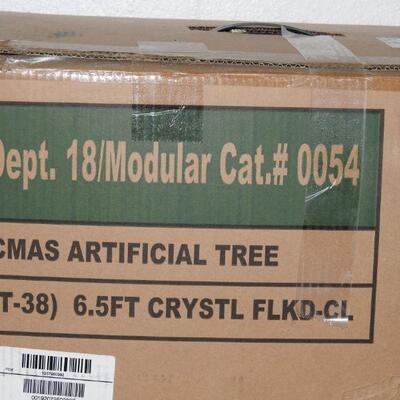 Dept. 18/Modular Cat.# 0054
CMAS ARTIFICIAL TREE
T-38) 6.5FT CRYSTL FLKD-CL